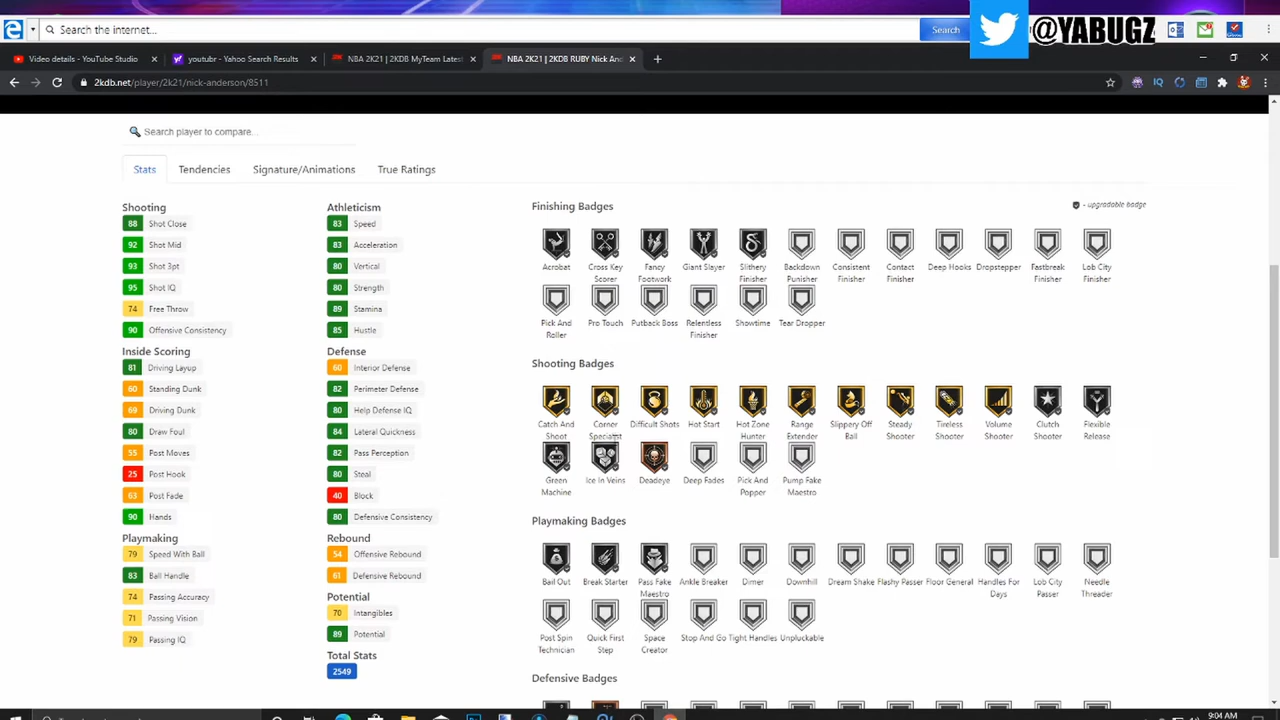 Search the internet...
Search
@YABUGZ
Video details - YouTube Studio
youtubr - Yahoo Search Results
NBA 2K21 | 2KDB MyTeam Latest
NBA 2K21 | 2KDB RUBY Nick And
2kdb.net/player/2k21/nick-anderson/8511
Search player to compare...
Stats
Tendencies
Signature/Animations
True Ratings
Shooting
88 Shot Close
92 Shot Mid
93 Shot 3pt
95 Shot IQ
74 Free Throw
90 Offensive Consistency
Inside Scoring
81 Driving Layup
60 Standing Dunk
69 Driving Dunk
80 Draw Foul
55 Post Moves
25 Post Hook
63 Post Fade
90 Hands
Playmaking
79 Speed With Ball
83 Ball Handle
74 Passing Accuracy
71 Passing Vision
79 Passing IQ
Athleticism
83 Speed
83 Acceleration
80 Vertical
80 Strength
89 Stamina
85 Hustle
Defense
60 Interior Defense
82 Perimeter Defense
80 Help Defense IQ
84 Lateral Quickness
82 Pass Perception
80 Steal
40 Block
80 Defensive Consistency
Rebound
54 Offensive Rebound
61 Defensive Rebound
Potential
70 Intangibles
89 Potential
Total Stats
2549
Finishing Badges
- upgradable badge
Acrobat
Cross Key Scorer
Fancy Footwork
Giant Slayer
Slithery Finisher
Backdown Punisher
Consistent Finisher
Contact Finisher
Deep Hooks
Dropstepper
Fastbreak Finisher
Lob City Finisher
Pick And Roller
Pro Touch
Putback Boss
Relentless Finisher
Showtime
Tear Dropper
Shooting Badges
Catch And Shoot
Corner Specialist
Difficult Shots
Hot Start
Hot Zone Hunter
Range Extender
Slippery Off Ball
Steady Shooter
Tireless Shooter
Volume Shooter
Clutch Shooter
Flexible Release
Green Machine
Ice In Veins
Deadeye
Deep Fades
Pick And Popper
Pump Fake Maestro
Playmaking Badges
Bail Out
Break Starter
Pass Fake Maestro
Ankle Breaker
Dimer
Downhill
Dream Shake
Flashy Passer
Floor General
Handles For Days
Lob City Passer
Needle Threader
Post Spin Technician
Quick First Step
Space Creator
Stop And Go
Tight Handles
Unpluckable
Defensive Badges
9:04 AM